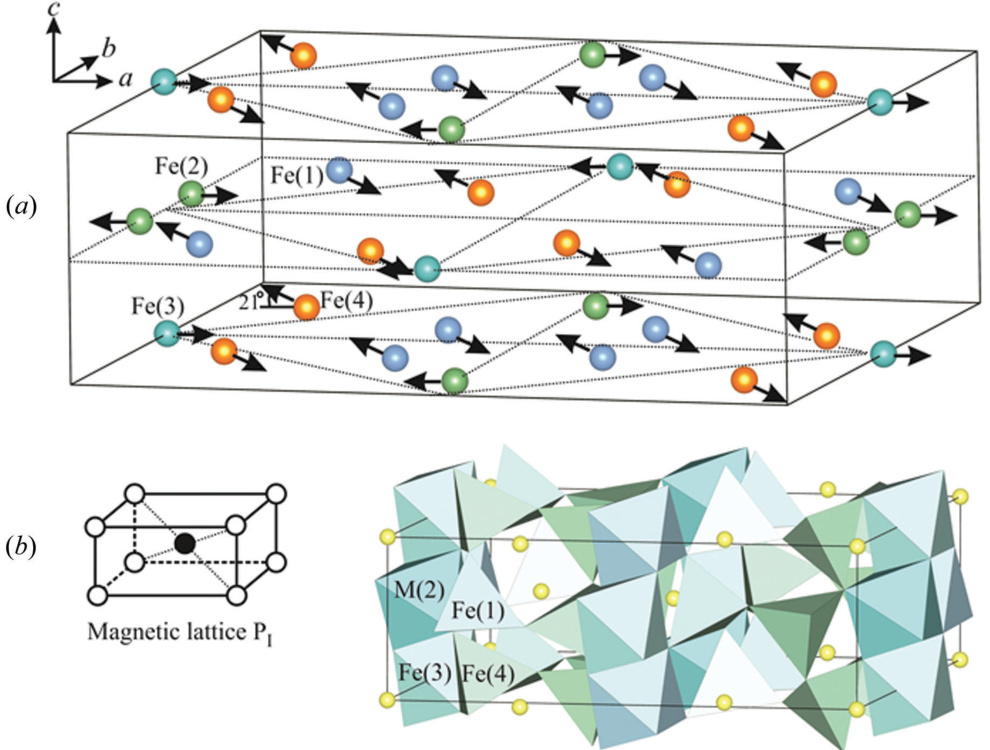 c
b
a
(a)
Fe(2)
Fe(1)
Fe(3)
21°
Fe(4)
(b)
M(2)
Fe(1)
Fe(3)
Fe(4)
Magnetic lattice P_I